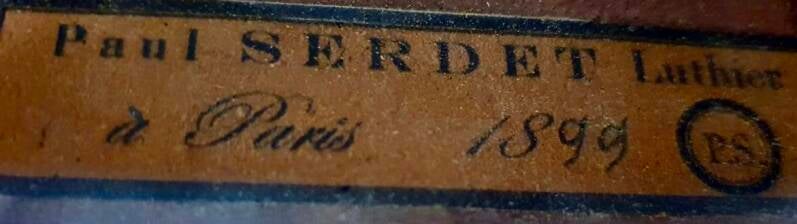 Paul SERDET Luthier
à Paris 1899 P.S.